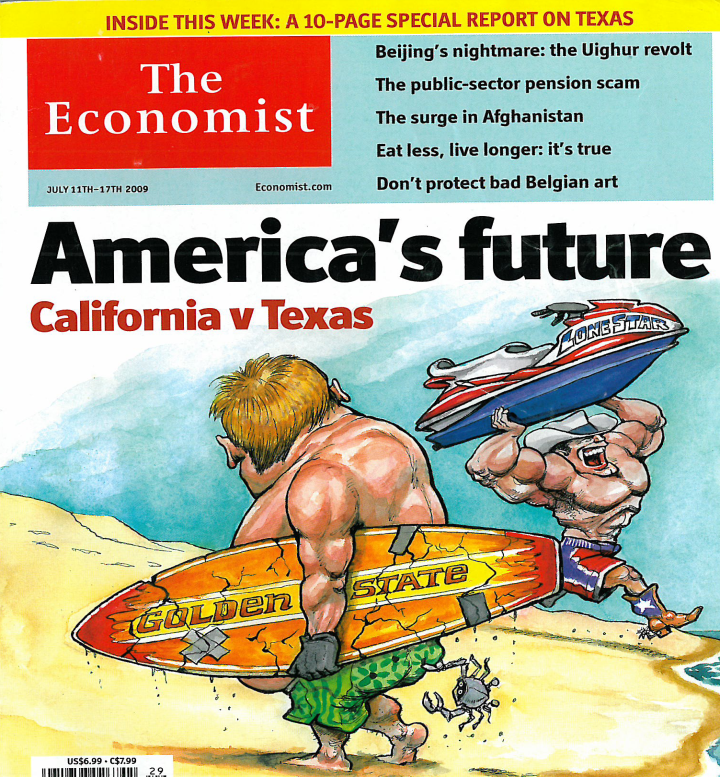 INSIDE THIS WEEK: A 10-PAGE SPECIAL REPORT ON TEXAS
The
Economist
JULY 11TH–17TH 2009
Economist.com
Beijing's nightmare: the Uighur revolt
The public-sector pension scam
The surge in Afghanistan
Eat less, live longer: it's true
Don't protect bad Belgian art
America's future
California v Texas
LONE STAR
GOLDEN STATE
US$6.99 · C$7.99
29